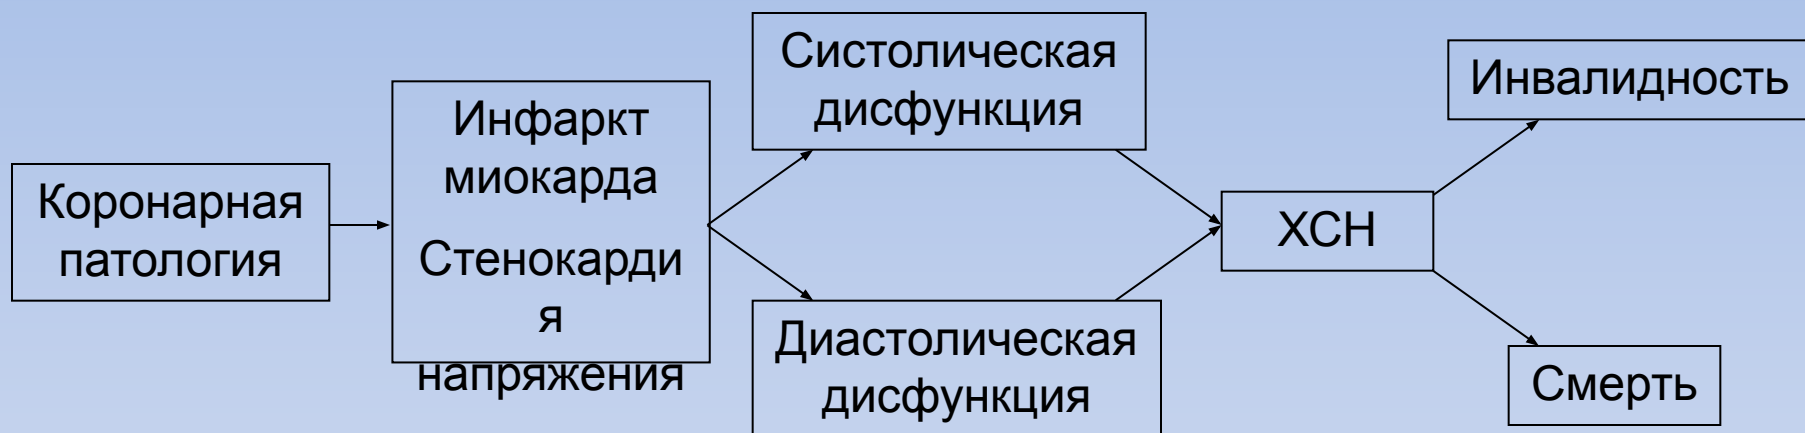 Коронарная
патология
Инфаркт
миокарда
Стенокарди
я
напряжения
Систолическая
дисфункция
Диастолическая
дисфункция
ХСН
Инвалидность
Смерть